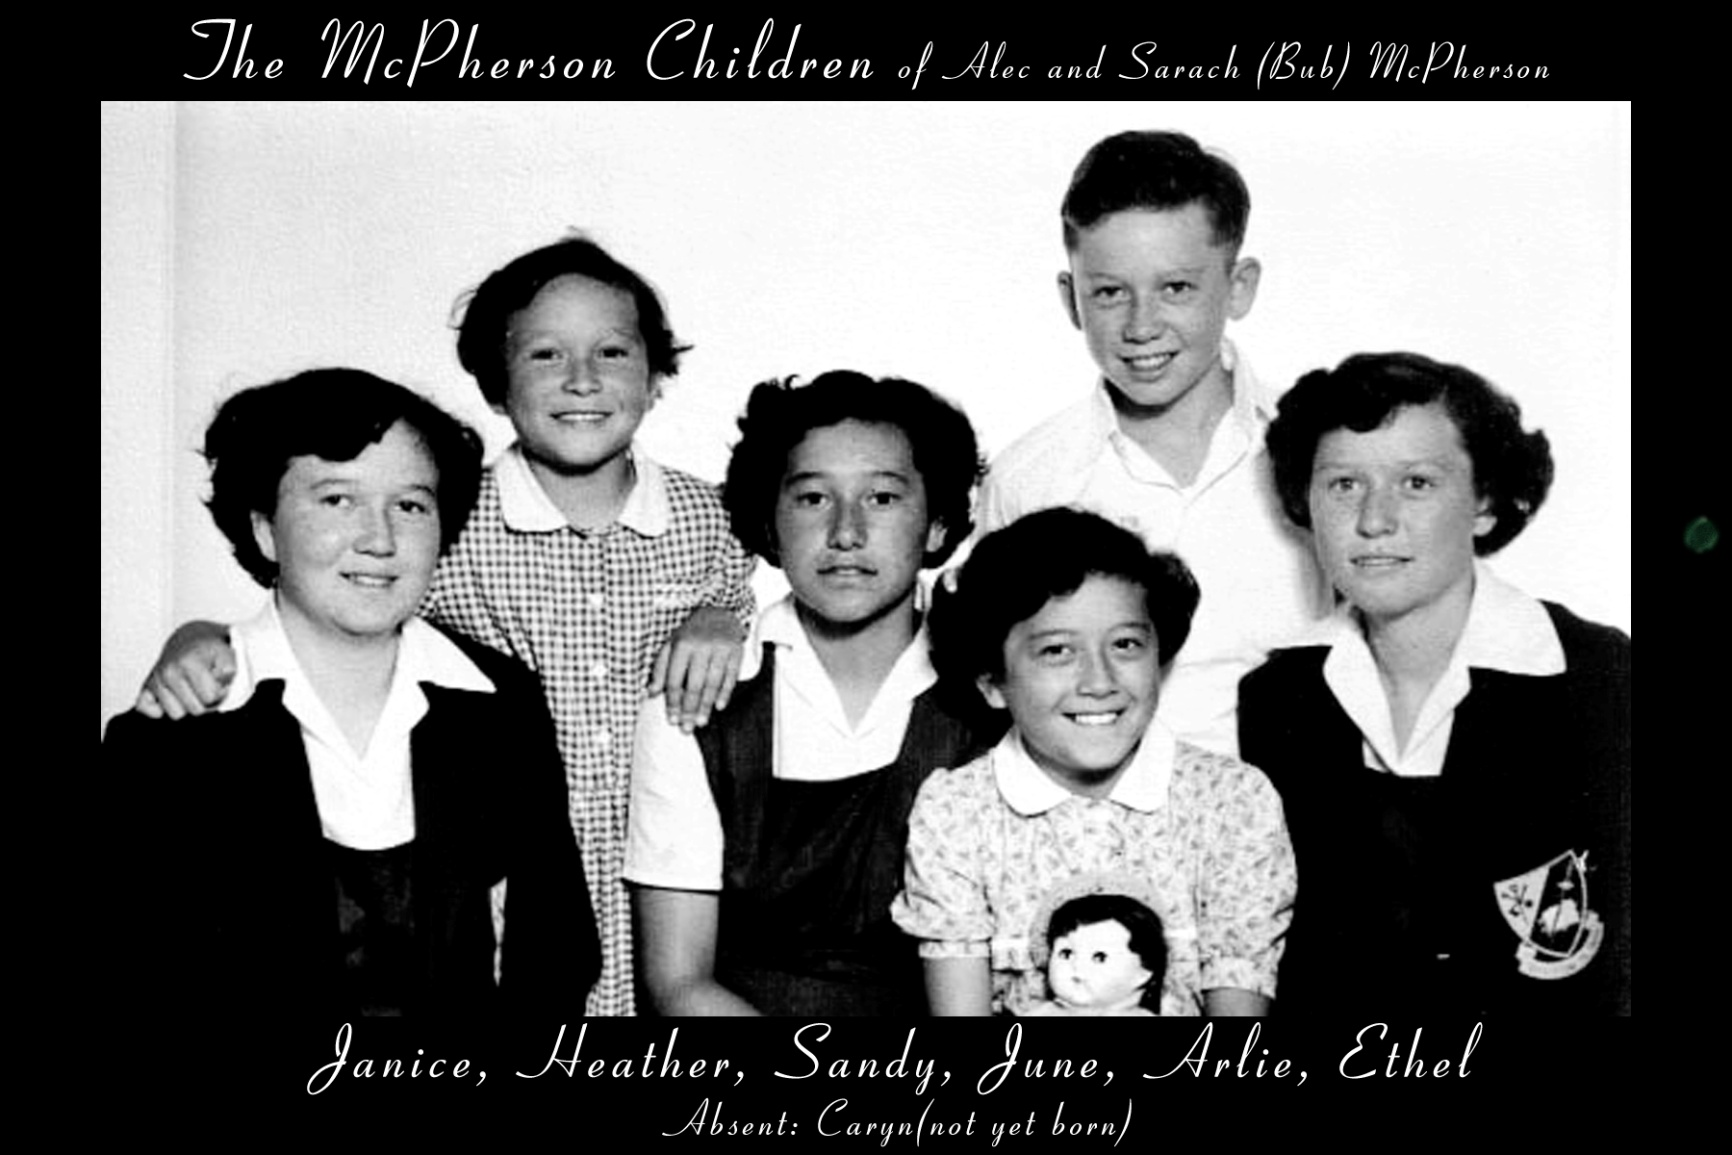 The McPherson Children of Alec and Sarach (Bub) McPherson
Janice, Heather, Sandy, June, Arlie, Ethel
Absent: Caryn(not yet born)